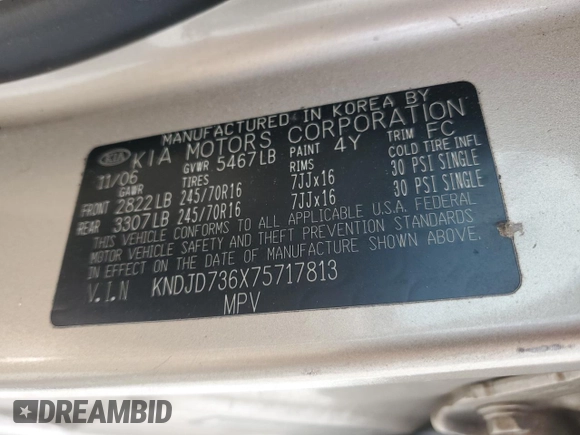 MANUFACTURED IN KOREA BY
KIA KIA MOTORS CORPORATION
11/06 GVWR 5467LB PAINT 4Y TRIM FC
GAWR TIRES RIMS COLD TIRE INFL
FRONT 2822LB 245/70R16 7JJx16 30 PSI SINGLE
REAR 3307LB 245/70R16 7JJx16 30 PSI SINGLE
THIS VEHICLE CONFORMS TO ALL APPLICABLE U.S.A. FEDERAL
MOTOR VEHICLE SAFETY AND THEFT PREVENTION STANDARDS
IN EFFECT ON THE DATE OF MANUFACTURE SHOWN ABOVE.
V.I.N KNDJD736X75717813
MPV
DREAMBID